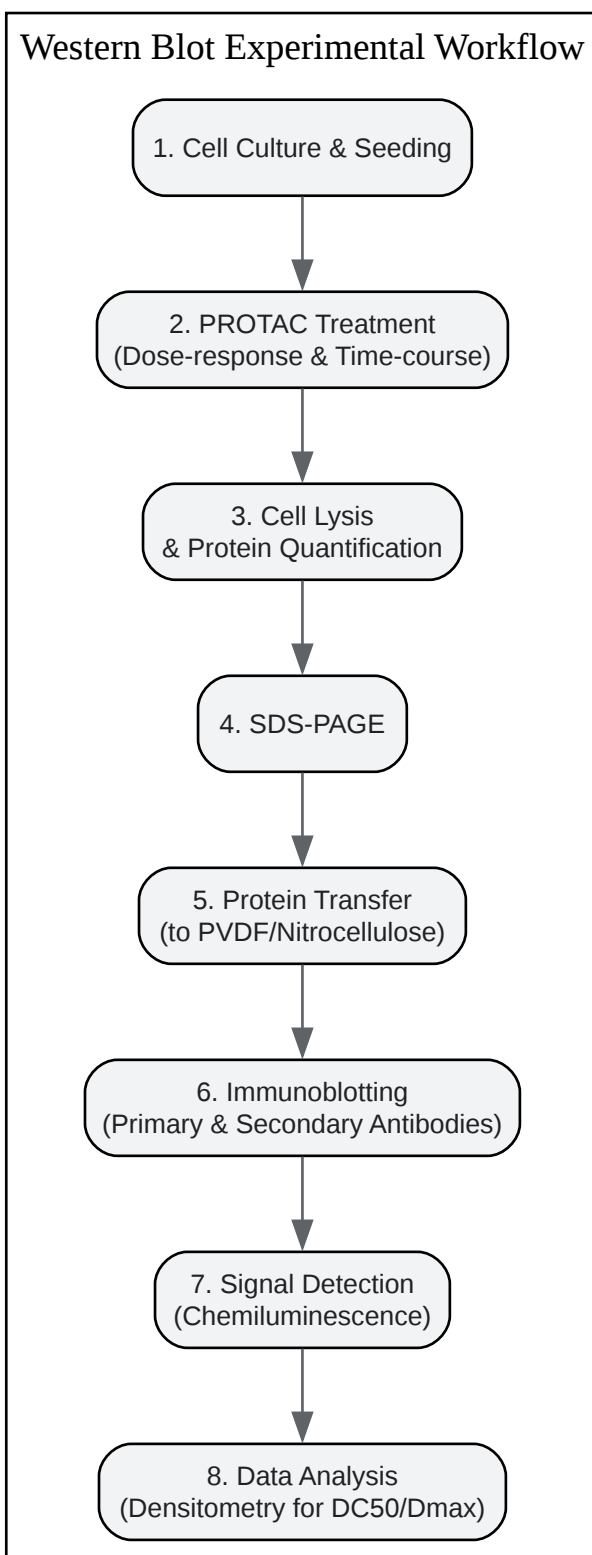 Western Blot Experimental Workflow
1. Cell Culture & Seeding
2. PROTAC Treatment
(Dose-response & Time-course)
3. Cell Lysis
& Protein Quantification
4. SDS-PAGE
5. Protein Transfer
(to PVDF/Nitrocellulose)
6. Immunoblotting
(Primary & Secondary Antibodies)
7. Signal Detection
(Chemiluminescence)
8. Data Analysis
(Densitometry for DC50/Dmax)